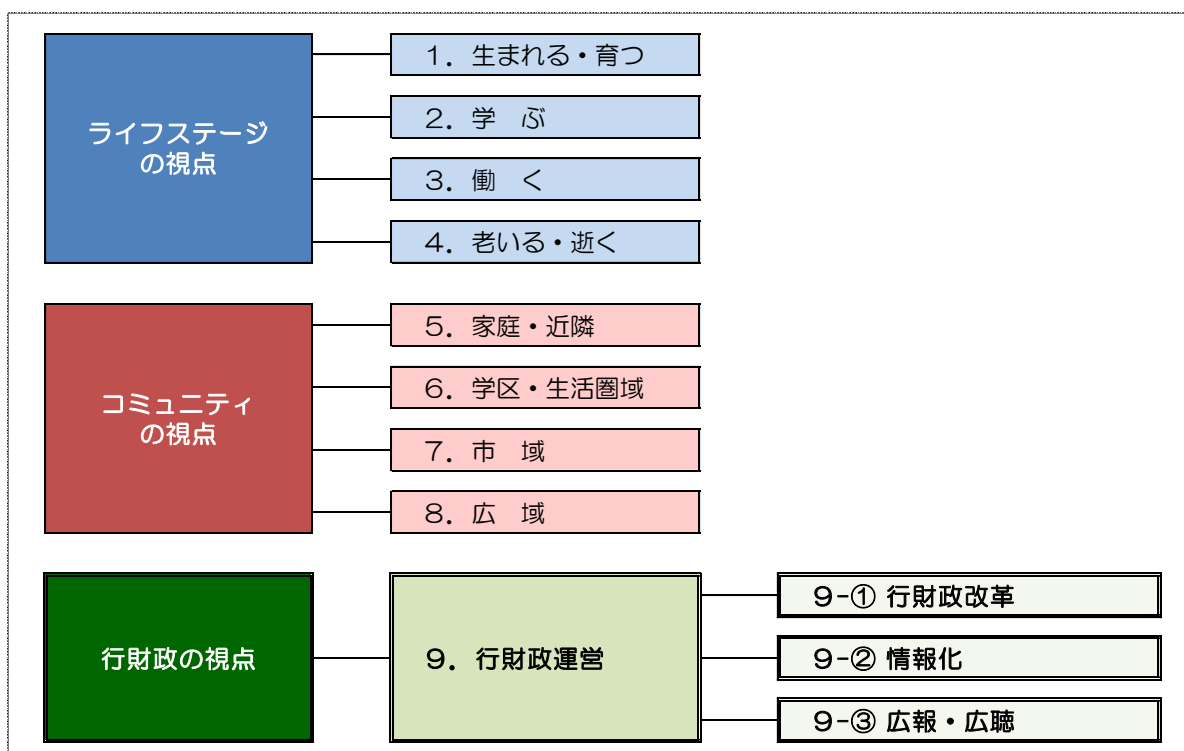 ライフステージ
の視点
１．生まれる・育つ
２．学　ぶ
３．働　く
４．老いる・逝く
コミュニティ
の視点
５．家庭・近隣
６．学区・生活圏域
７．市　域
８．広　域
行財政の視点
９．行財政運営
９-① 行財政改革
９-② 情報化
９-③ 広報・広聴